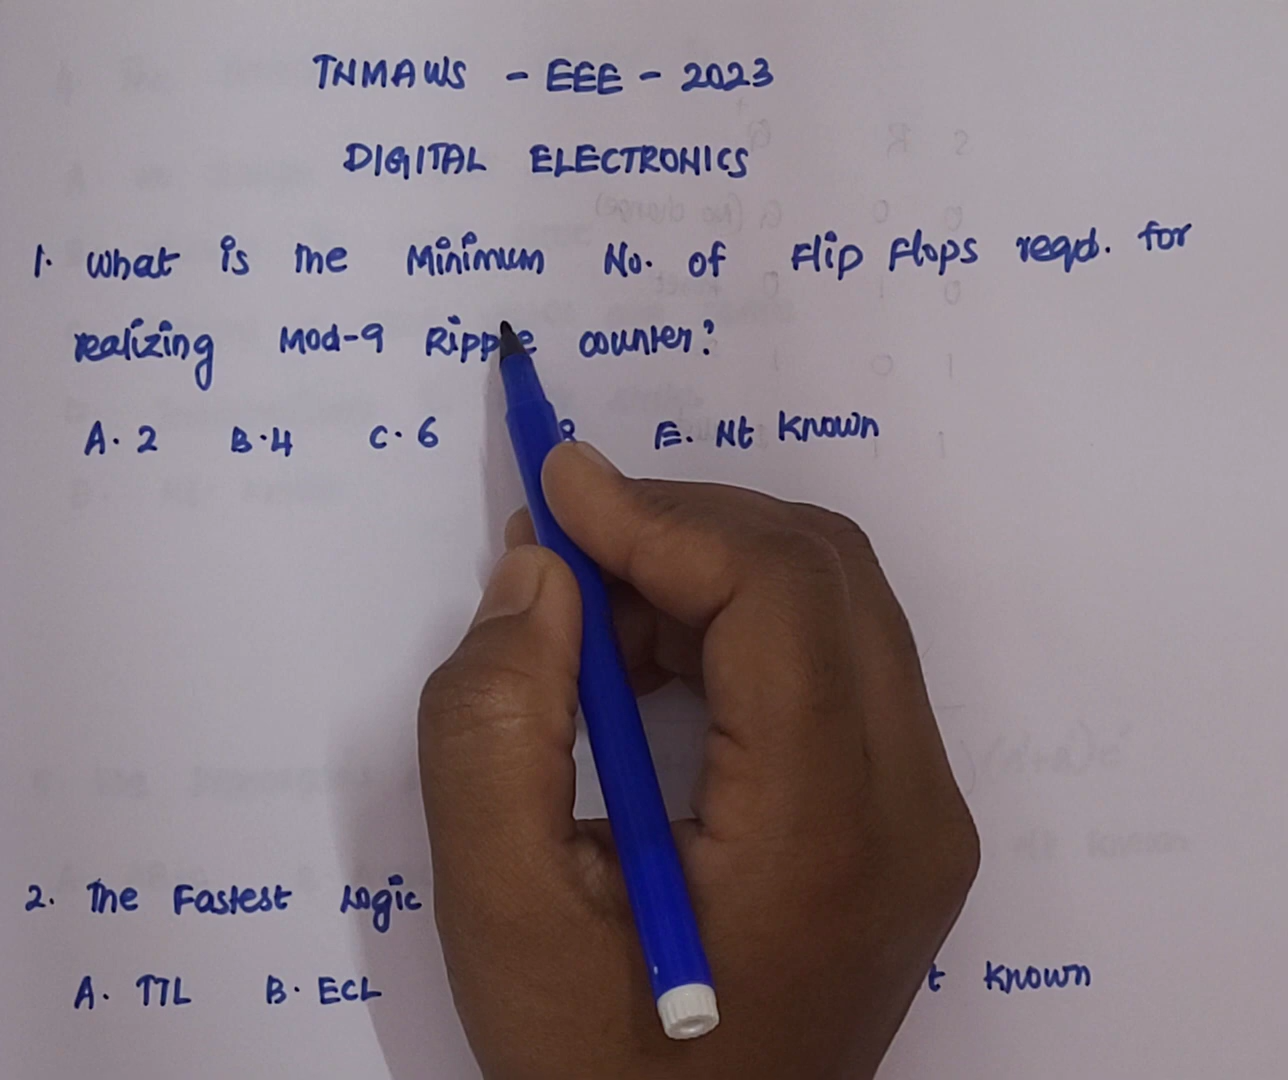 TNMAWS - EEE - 2023
DIGITAL ELECTRONICS
1. What is the Minimum No. of Flip Flops reqd. for
realizing Mod-9 Ripple counter?
A. 2 B. 4 C. 6 8 E. Nt Known
2. The Fastest Logic
A. TTL B. ECL t Known